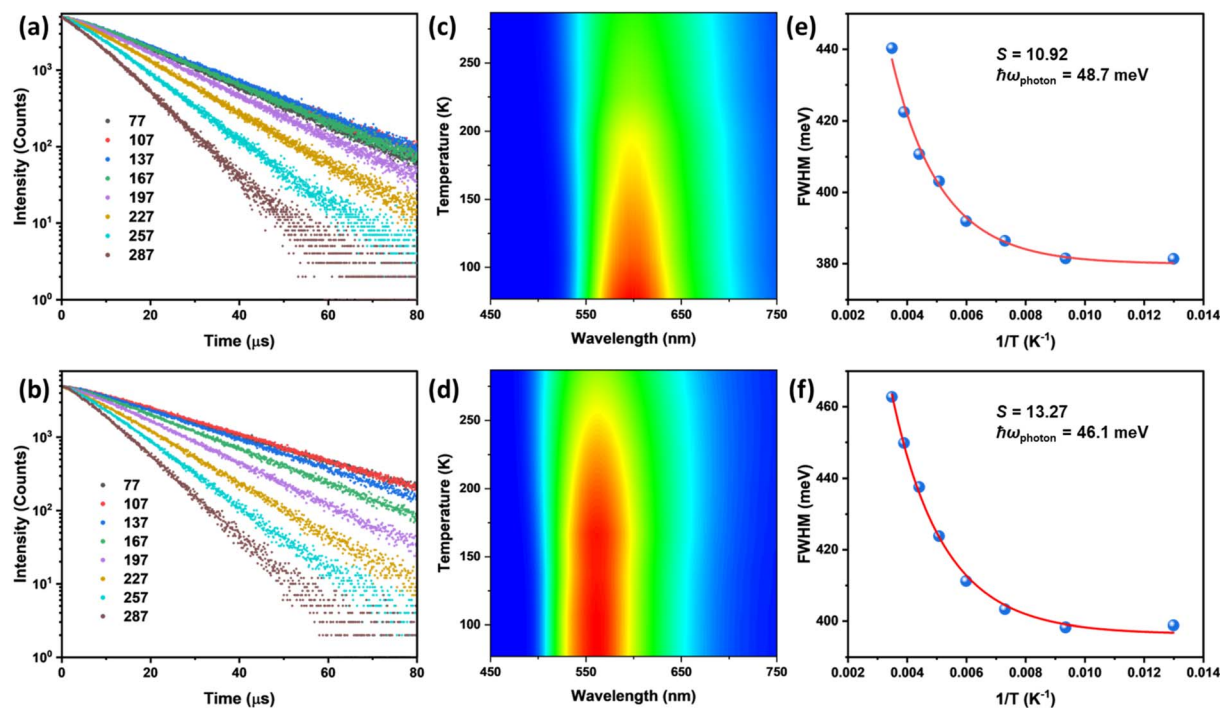 (a)
Intensity (Counts)
10³
10²
10¹
10⁰
77
107
137
167
197
227
257
287
0 20 40 60 80
Time (μs)
(c)
Temperature (K)
250
200
150
100
450 500 550 600 650 700 750
Wavelength (nm)
(e)
FWHM (meV)
440
420
400
380
S = 10.92
ℏω_photon = 48.7 meV
0.002 0.004 0.006 0.008 0.010 0.012 0.014
1/T (K⁻¹)
(b)
Intensity (Counts)
10³
10²
10¹
10⁰
77
107
137
167
197
227
257
287
0 20 40 60 80
Time (μs)
(d)
Temperature (K)
250
200
150
100
450 500 550 600 650 700 750
Wavelength (nm)
(f)
FWHM (meV)
460
440
420
400
S = 13.27
ℏω_photon = 46.1 meV
0.002 0.004 0.006 0.008 0.010 0.012 0.014
1/T (K⁻¹)